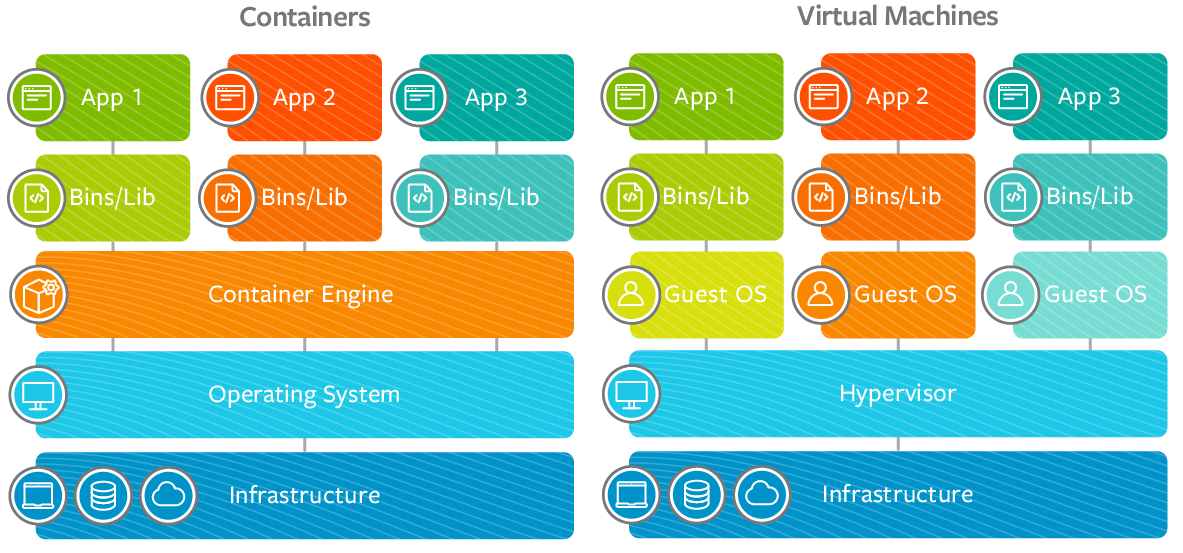 Containers
App 1
App 2
App 3
Bins/Lib
Bins/Lib
Bins/Lib
Container Engine
Operating System
Infrastructure
Virtual Machines
App 1
App 2
App 3
Bins/Lib
Bins/Lib
Bins/Lib
Guest OS
Guest OS
Guest OS
Hypervisor
Infrastructure